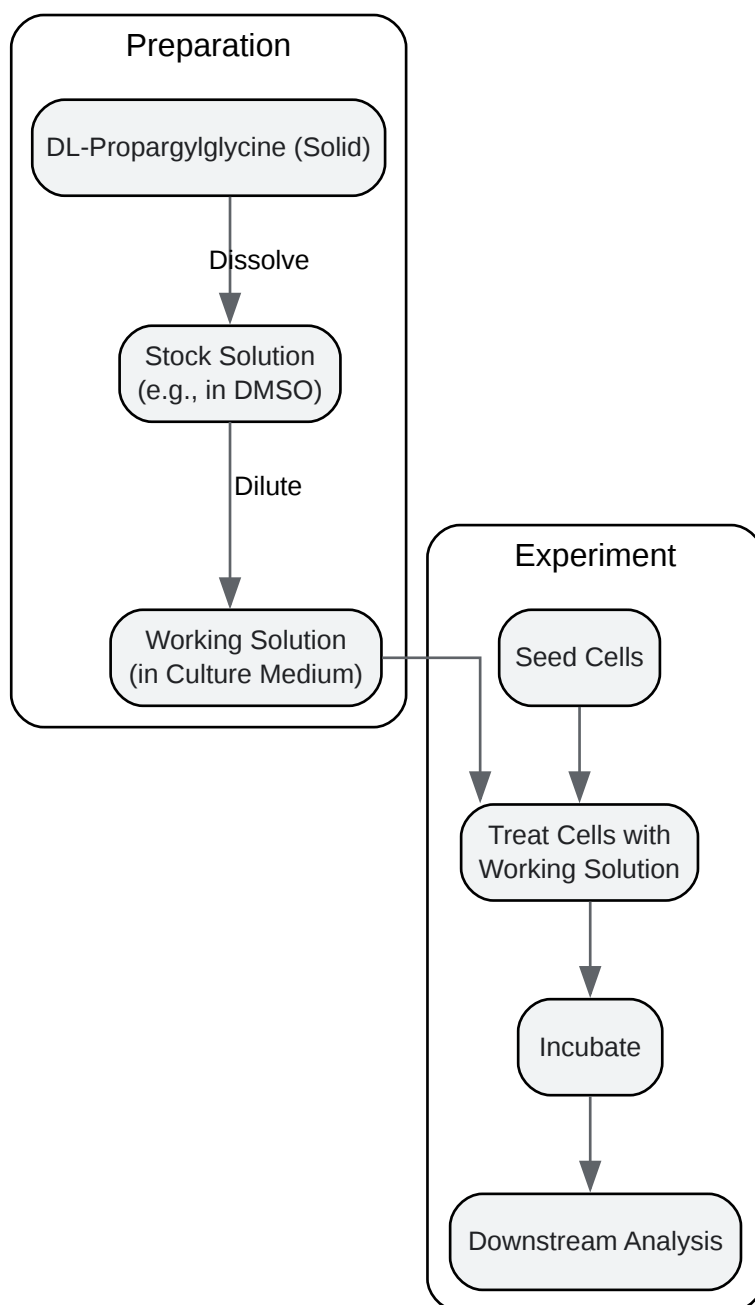 Preparation
DL-Propargylglycine (Solid)
Dissolve
Stock Solution
(e.g., in DMSO)
Dilute
Working Solution
(in Culture Medium)
Experiment
Seed Cells
Treat Cells with
Working Solution
Incubate
Downstream Analysis